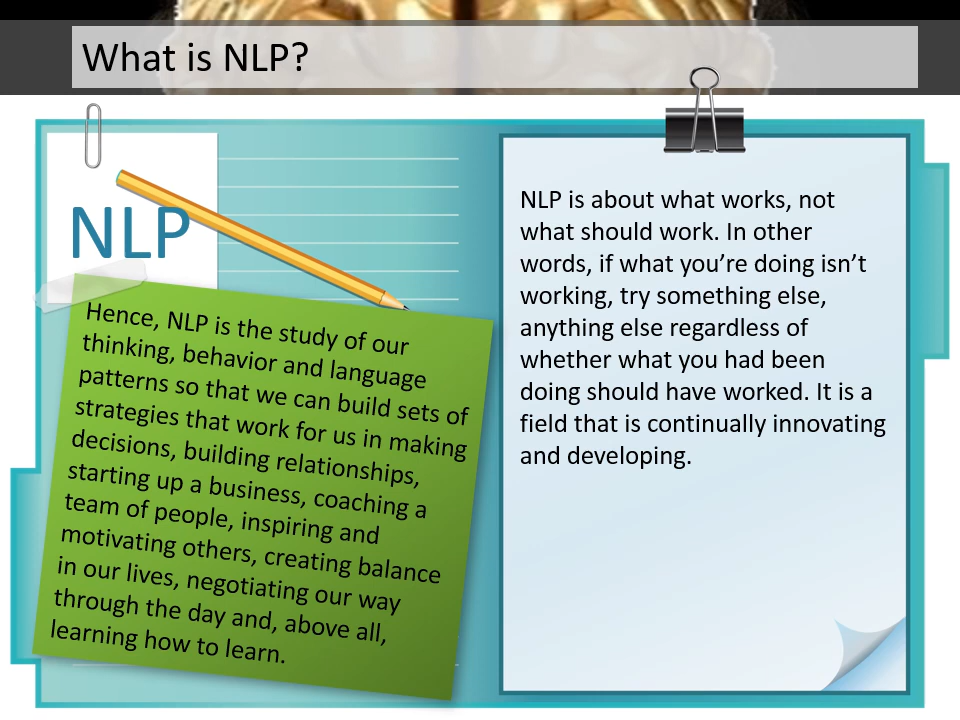 What is NLP?
NLP
Hence, NLP is the study of our
thinking, behavior and language
patterns so that we can build sets of
strategies that work for us in making
decisions, building relationships,
starting up a business, coaching a
team of people, inspiring and
motivating others, creating balance
in our lives, negotiating our way
through the day and, above all,
learning how to learn.
NLP is about what works, not
what should work. In other
words, if what you’re doing isn’t
working, try something else,
anything else regardless of
whether what you had been
doing should have worked. It is a
field that is continually innovating
and developing.